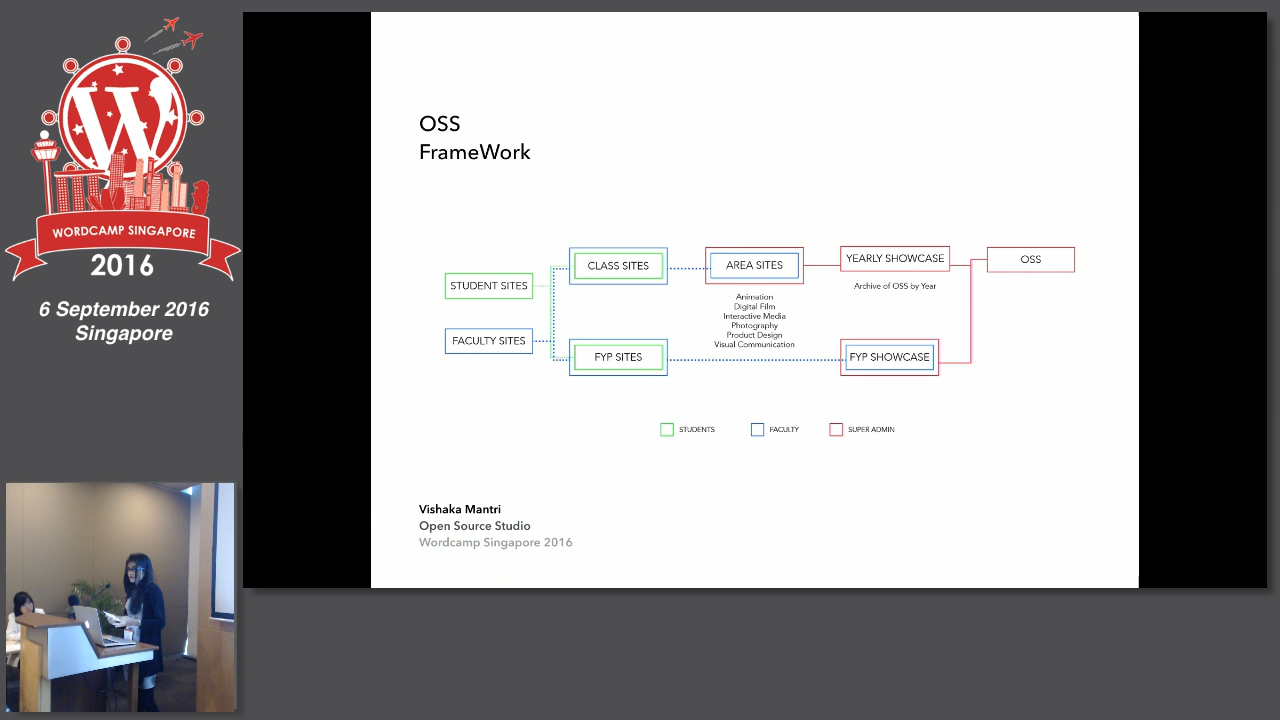 W
WORDCAMP SINGAPORE
2016
6 September 2016
Singapore
OSS
FrameWork
STUDENT SITES
FACULTY SITES
CLASS SITES
FYP SITES
AREA SITES
Animation
Digital Film
Interactive Media
Photography
Product Design
Visual Communication
YEARLY SHOWCASE
Archive of OSS by Year
FYP SHOWCASE
OSS
STUDENTS
FACULTY
SUPER ADMIN
Vishaka Mantri
Open Source Studio
Wordcamp Singapore 2016